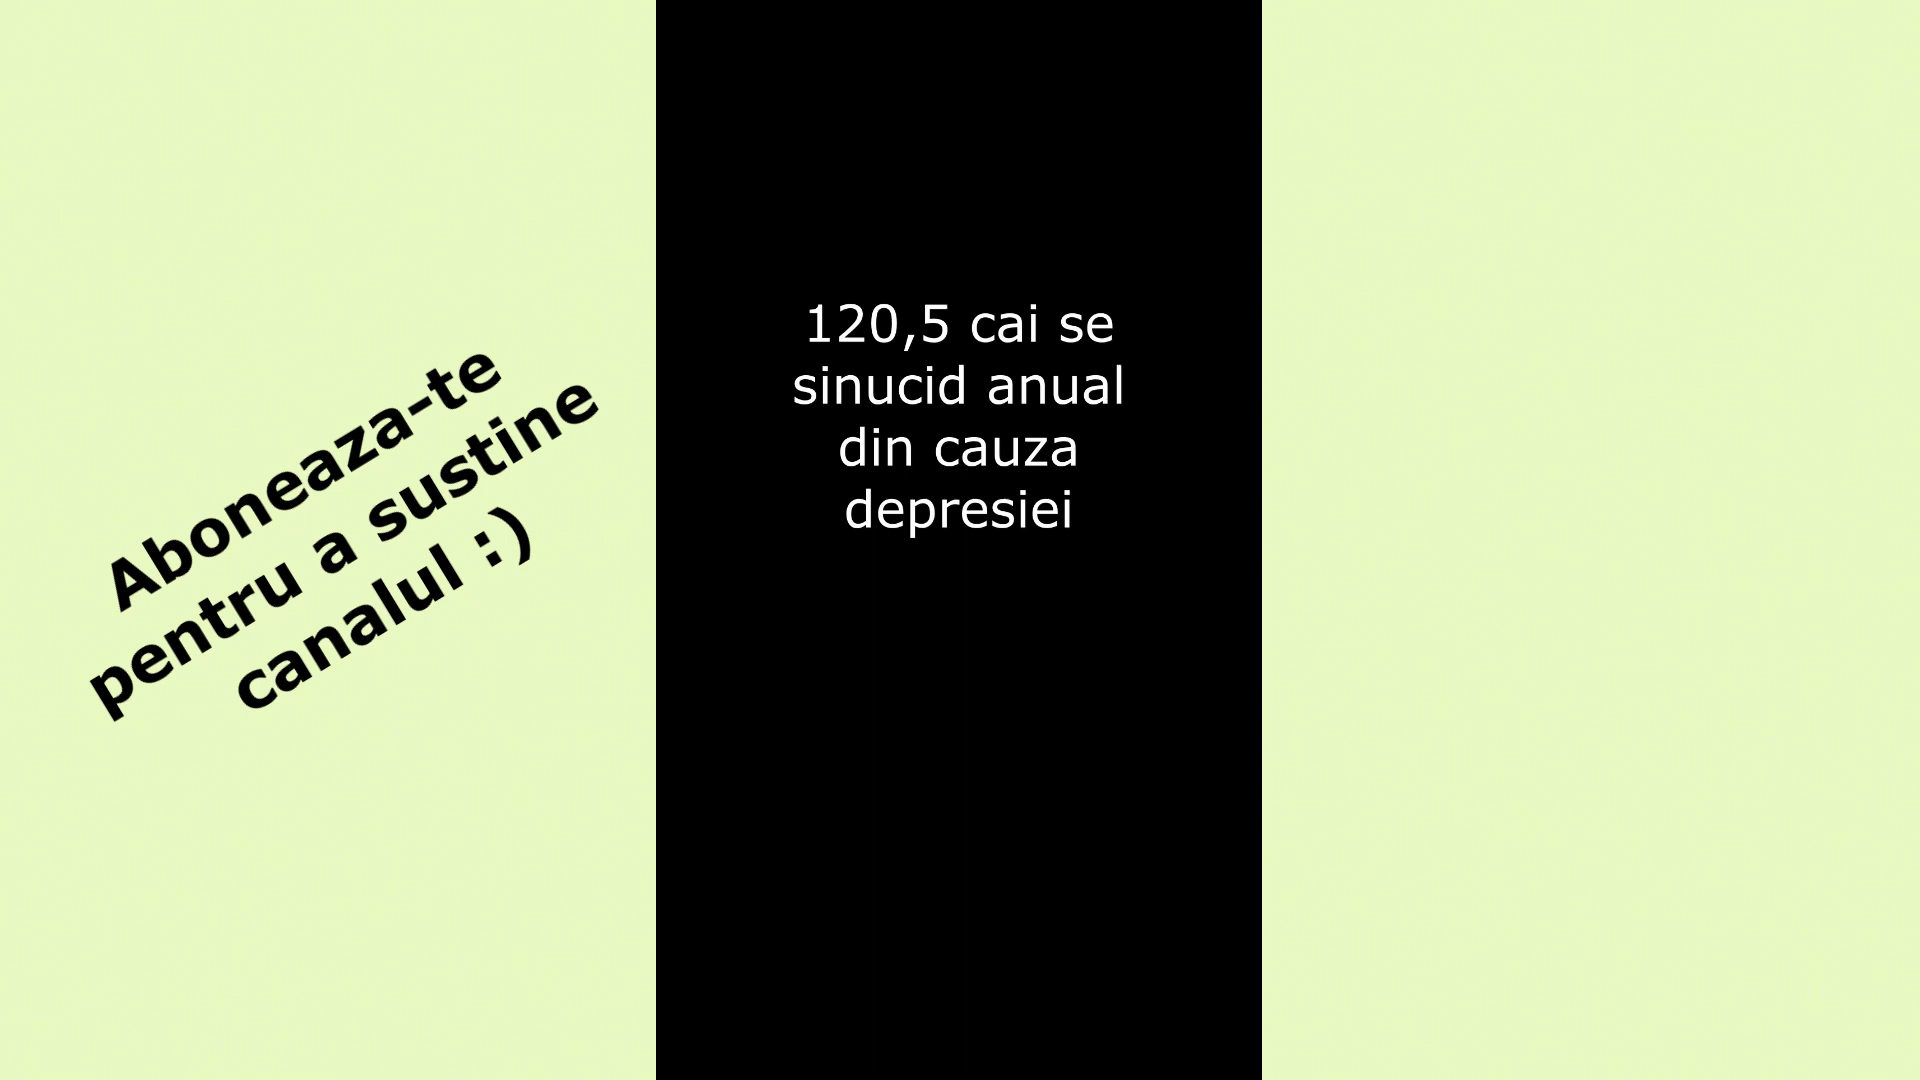 Aboneaza-te
pentru a sustine
canalul :)
120,5 cai se
sinucid anual
din cauza
depresiei